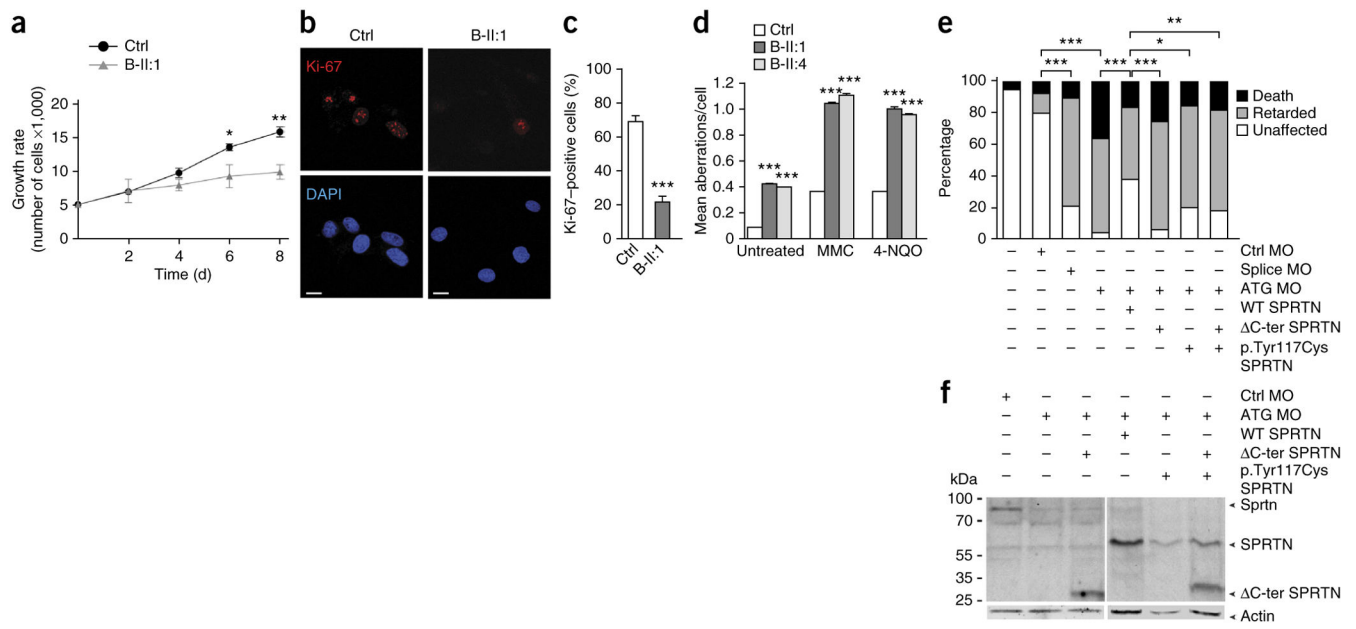 a
Ctrl
B-II:1
Growth rate
(number of cells ×1,000)
20
15
10
5
0
2 4 6 8
Time (d)
* **
b
Ctrl B-II:1
Ki-67
DAPI
c
Ki-67–positive cells (%)
100
80
60
40
20
0
***
Ctrl
B-II:1
d
Ctrl
B-II:1
B-II:4
Mean aberrations/cell
1.2
1.0
0.8
0.6
0.4
0.2
0
*** *** *** *** *** ***
Untreated MMC 4-NQO
e
**
*** *
*** *** ***
Death
Retarded
Unaffected
Percentage
100
80
60
40
20
0
– + – – – – – – Ctrl MO
– – + – – – – – Splice MO
– – – + + + + + ATG MO
– – – – + – – – WT SPRTN
– – – – – + – + ΔC-ter SPRTN
– – – – – – + + p.Tyr117Cys
SPRTN
f
+ – – – – – Ctrl MO
– + + + + + ATG MO
– – – + – – WT SPRTN
– – + – – + ΔC-ter SPRTN
– – – – + + p.Tyr117Cys
SPRTN
kDa
100
70
55
35
25
Sprtn
SPRTN
ΔC-ter SPRTN
Actin